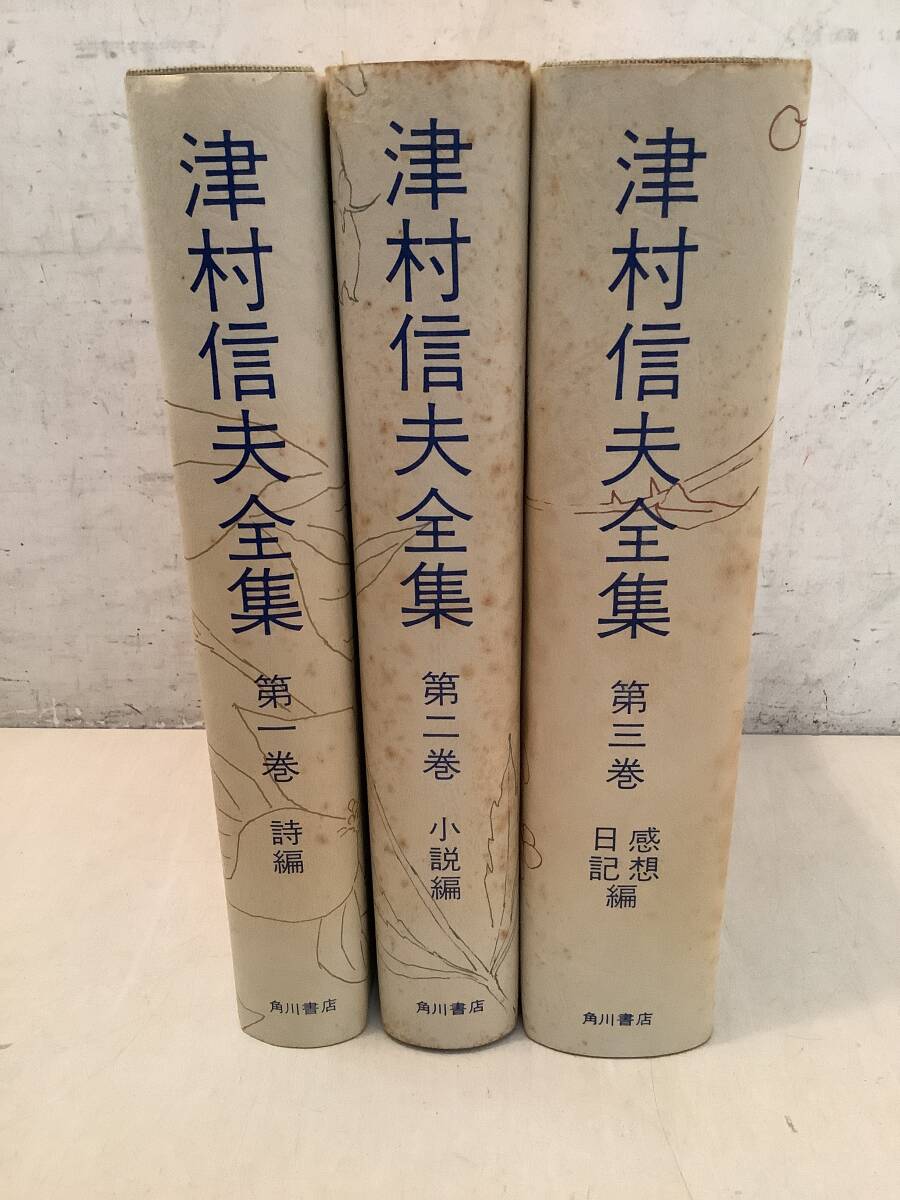 津村信夫全集
第一巻
詩編
角川書店
津村信夫全集
第二巻
小説編
角川書店
津村信夫全集
第三巻
感想
日記
編
角川書店